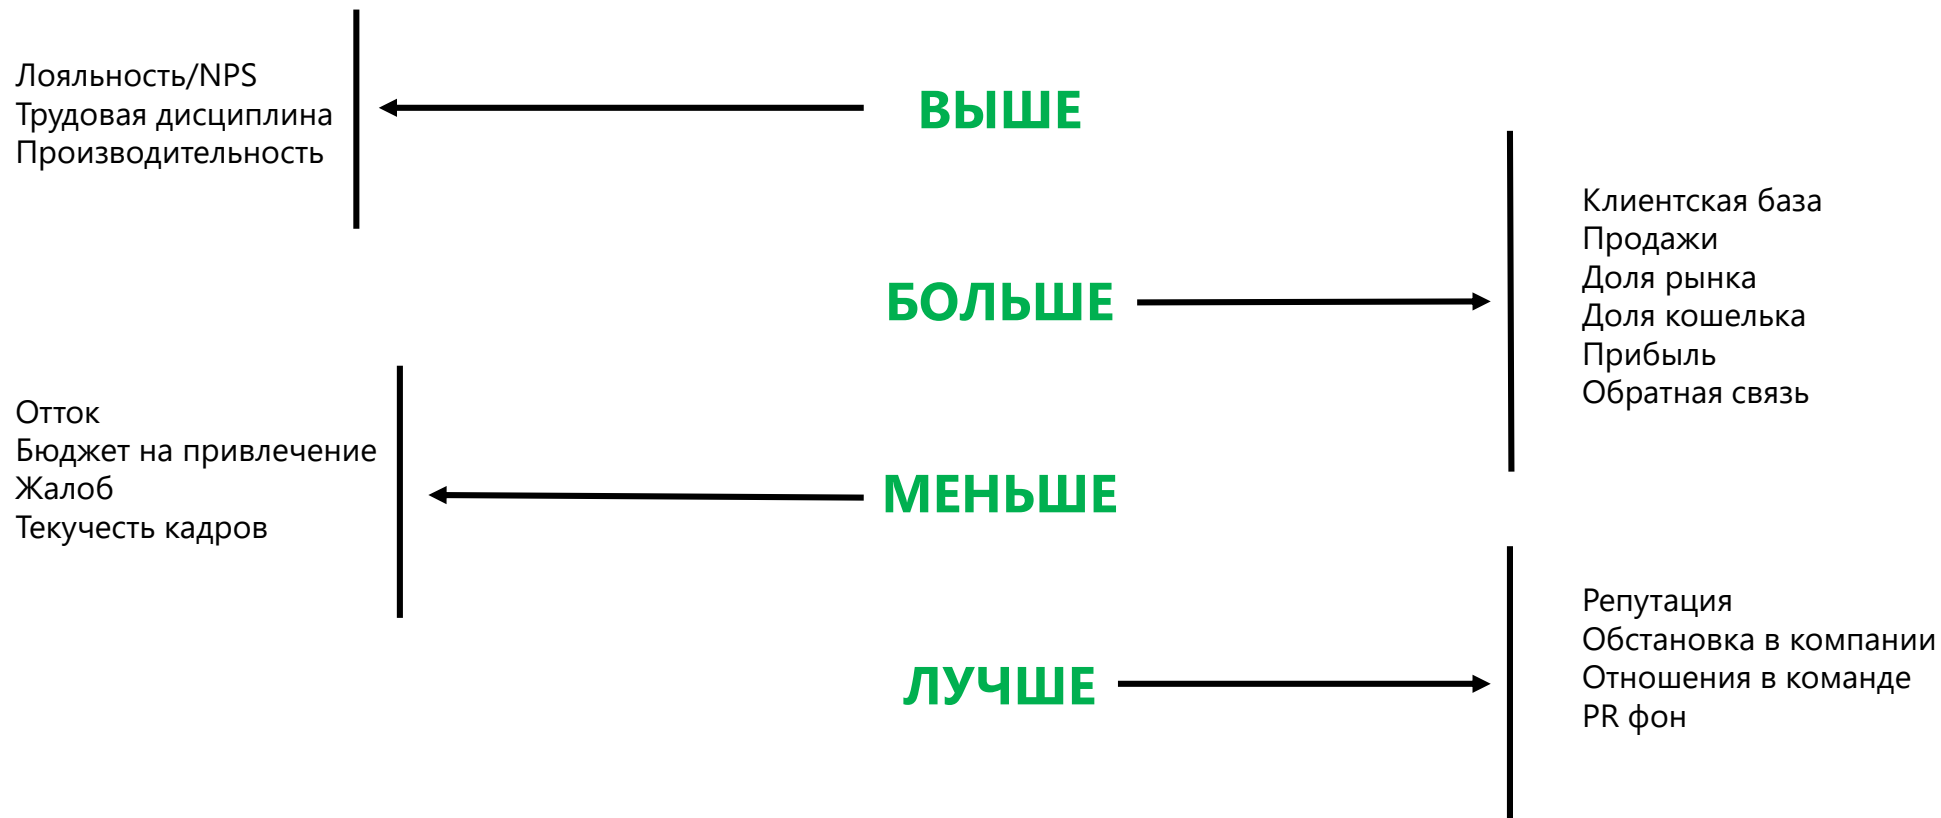 Лояльность/NPS
Трудовая дисциплина
Производительность
ВЫШЕ
БОЛЬШЕ
Клиентская база
Продажи
Доля рынка
Доля кошелька
Прибыль
Обратная связь
Отток
Бюджет на привлечение
Жалоб
Текучесть кадров
МЕНЬШЕ
ЛУЧШЕ
Репутация
Обстановка в компании
Отношения в команде
PR фон